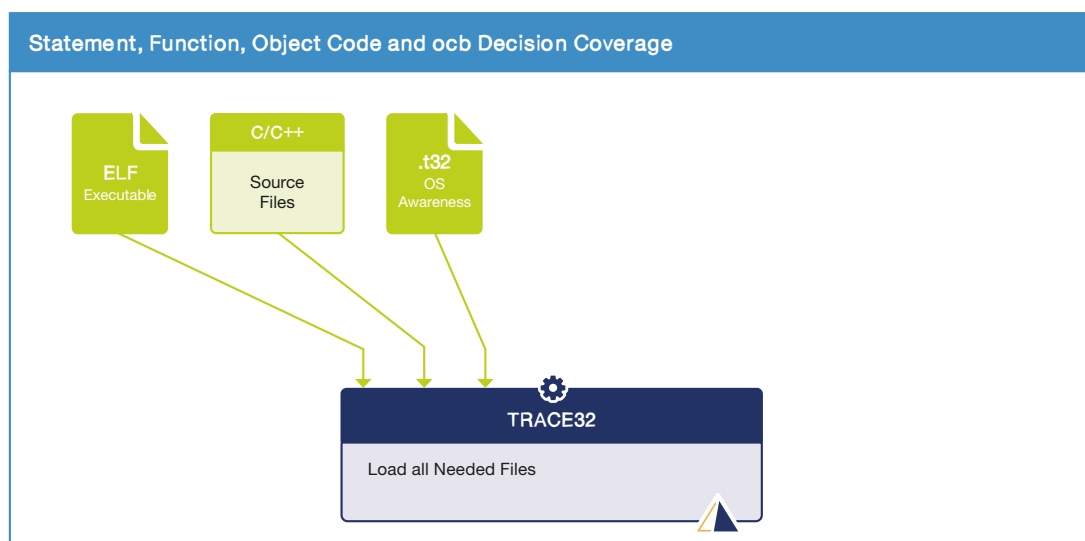 Statement, Function, Object Code and ocb Decision Coverage
ELF
Executable
C/C++
Source
Files
.t32
OS
Awareness
TRACE32
Load all Needed Files